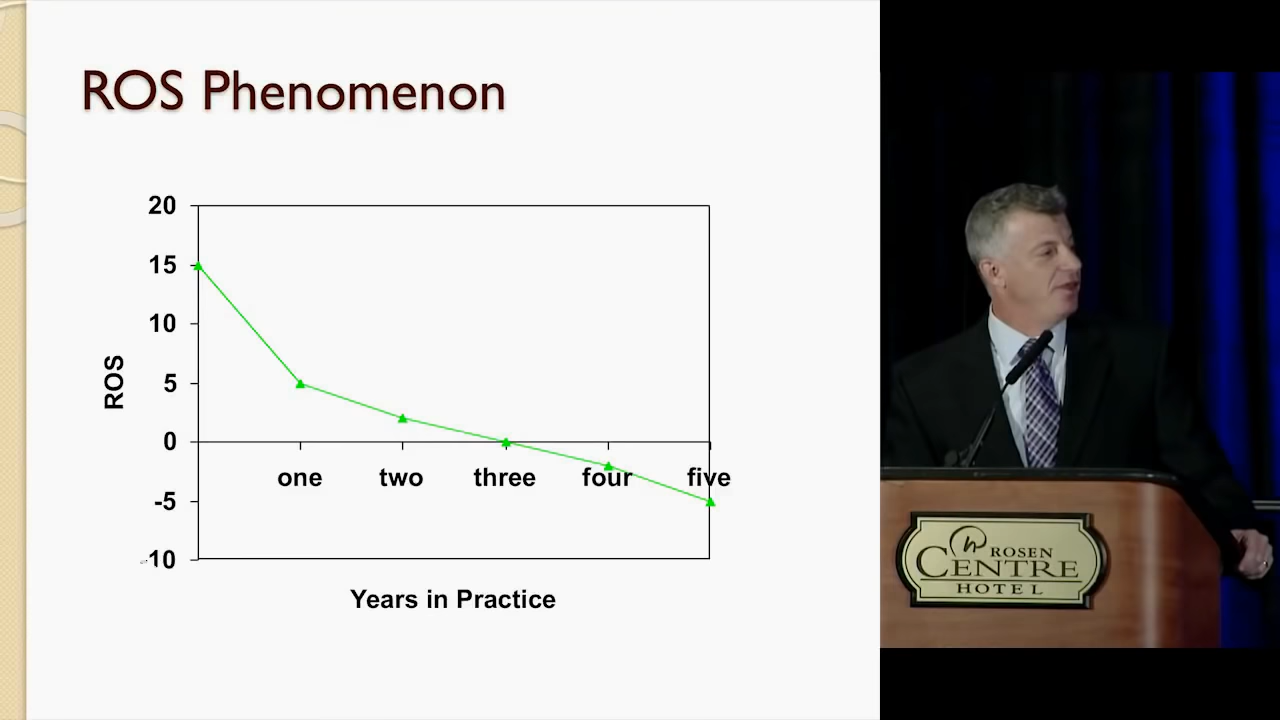 ROS Phenomenon
20
15
10
5
0
-5
-10
ROS
one two three four five
Years in Practice
ROSEN
CENTRE
HOTEL